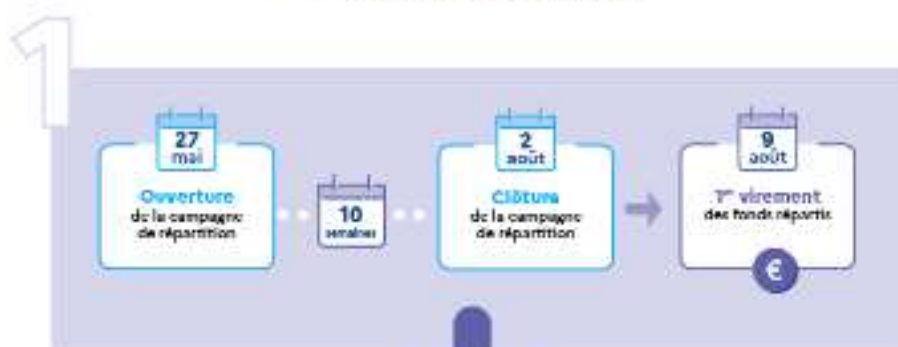 1
27
mai
Ouverture
de la campagne
de répartition
10
semaines
2
août
Clôture
de la campagne
de répartition
9
août
1er virement
des fonds répartis
€